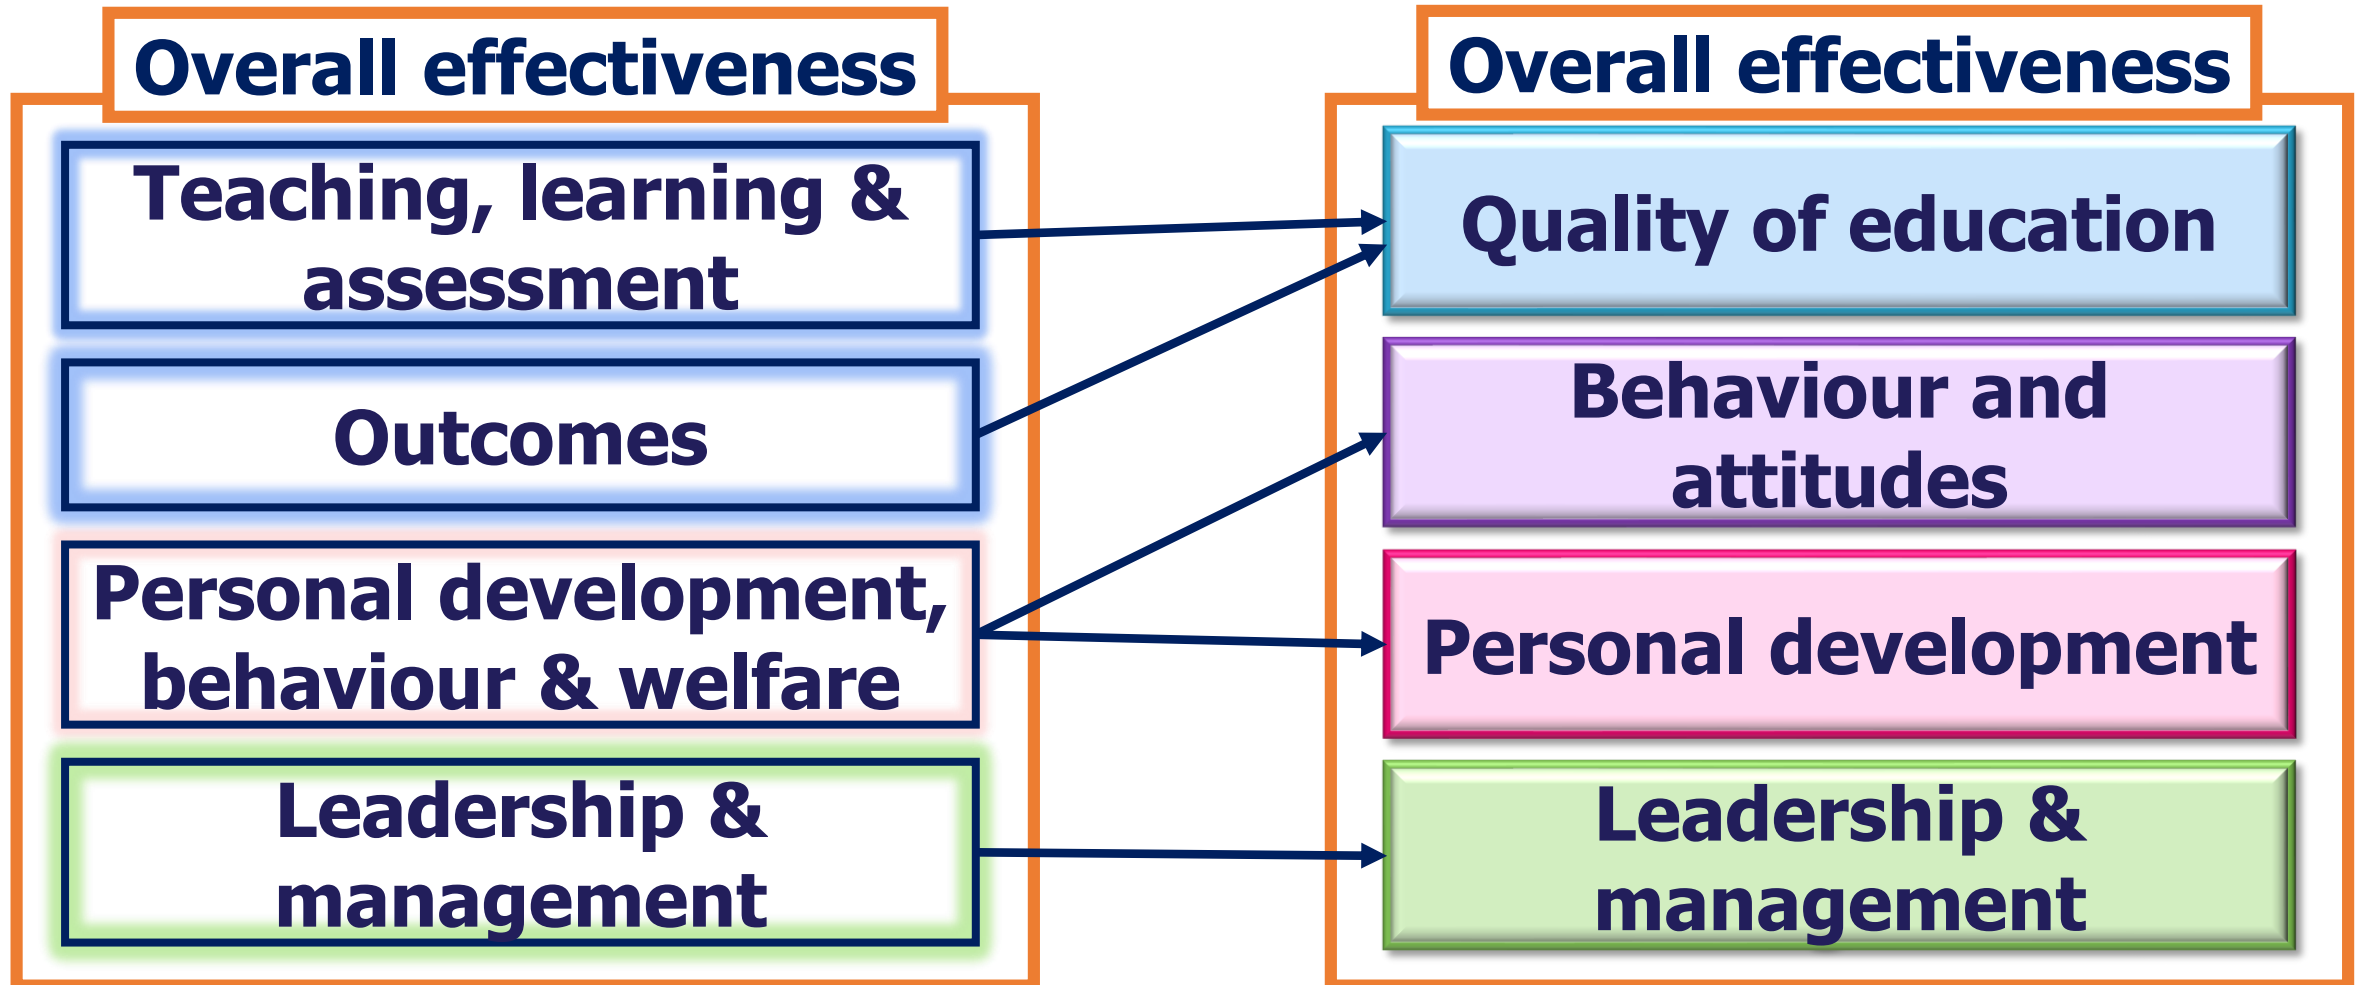 Overall effectiveness
Teaching, learning &
assessment
Outcomes
Personal development,
behaviour & welfare
Leadership &
management
Overall effectiveness
Quality of education
Behaviour and
attitudes
Personal development
Leadership &
management